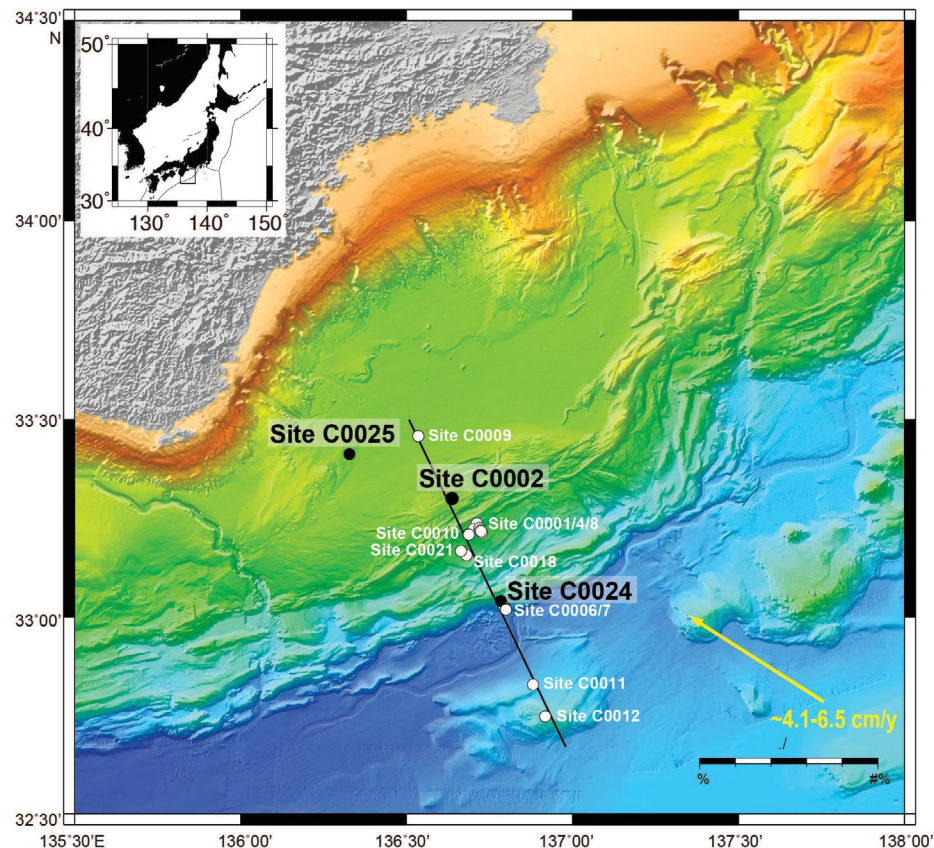 34˚30'
N
50˚
40˚
30˚
130˚ 140˚ 150˚
34˚00'
33˚30'
Site C0009
Site C0025
Site C0002
Site C0001/4/8
Site C0010
Site C0021
Site C0018
Site C0024
Site C0006/7
33˚00'
Site C0011
Site C0012
~4.1-6.5 cm/y
./
% #%
32˚30'
135˚30'E 136˚00' 136˚30' 137˚00' 137˚30' 138˚00'